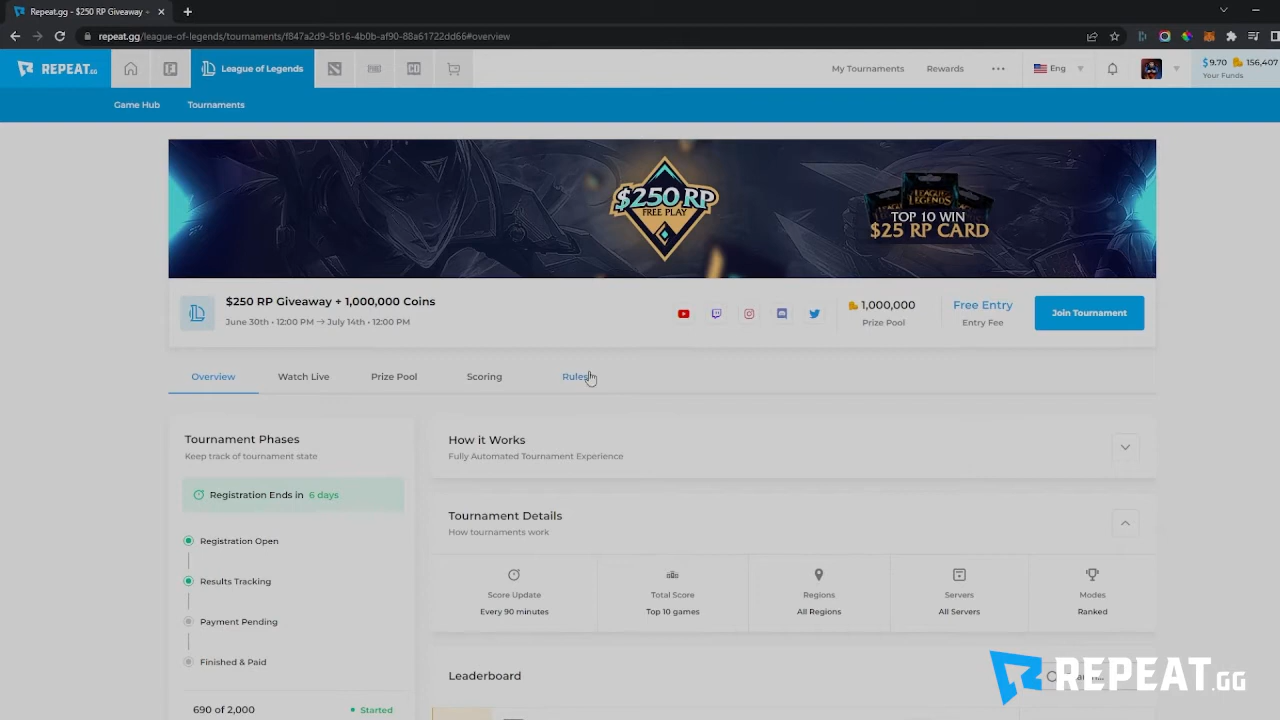 Repeat.gg - $250 RP Giveaway -
repeat.gg/league-of-legends/tournaments/f847a2d9-5b16-4b0b-af90-88a61722dd66#overview
REPEAT.GG
League of Legends
My Tournaments
Rewards
Eng
$ 9.70
156,407
Your Funds
Game Hub
Tournaments
$250 RP
FREE PLAY
LEAGUE OF
LEGENDS
TOP 10 WIN
$25 RP CARD
$250 RP Giveaway + 1,000,000 Coins
June 30th • 12:00 PM → July 14th • 12:00 PM
1,000,000
Prize Pool
Free Entry
Entry Fee
Join Tournament
Overview
Watch Live
Prize Pool
Scoring
Rules
Tournament Phases
Keep track of tournament state
Registration Ends in 6 days
Registration Open
Results Tracking
Payment Pending
Finished & Paid
690 of 2,000
Started
How it Works
Fully Automated Tournament Experience
Tournament Details
How tournaments work
Score Update
Every 90 minutes
Total Score
Top 10 games
Regions
All Regions
Servers
All Servers
Modes
Ranked
Leaderboard
REPEAT.GG